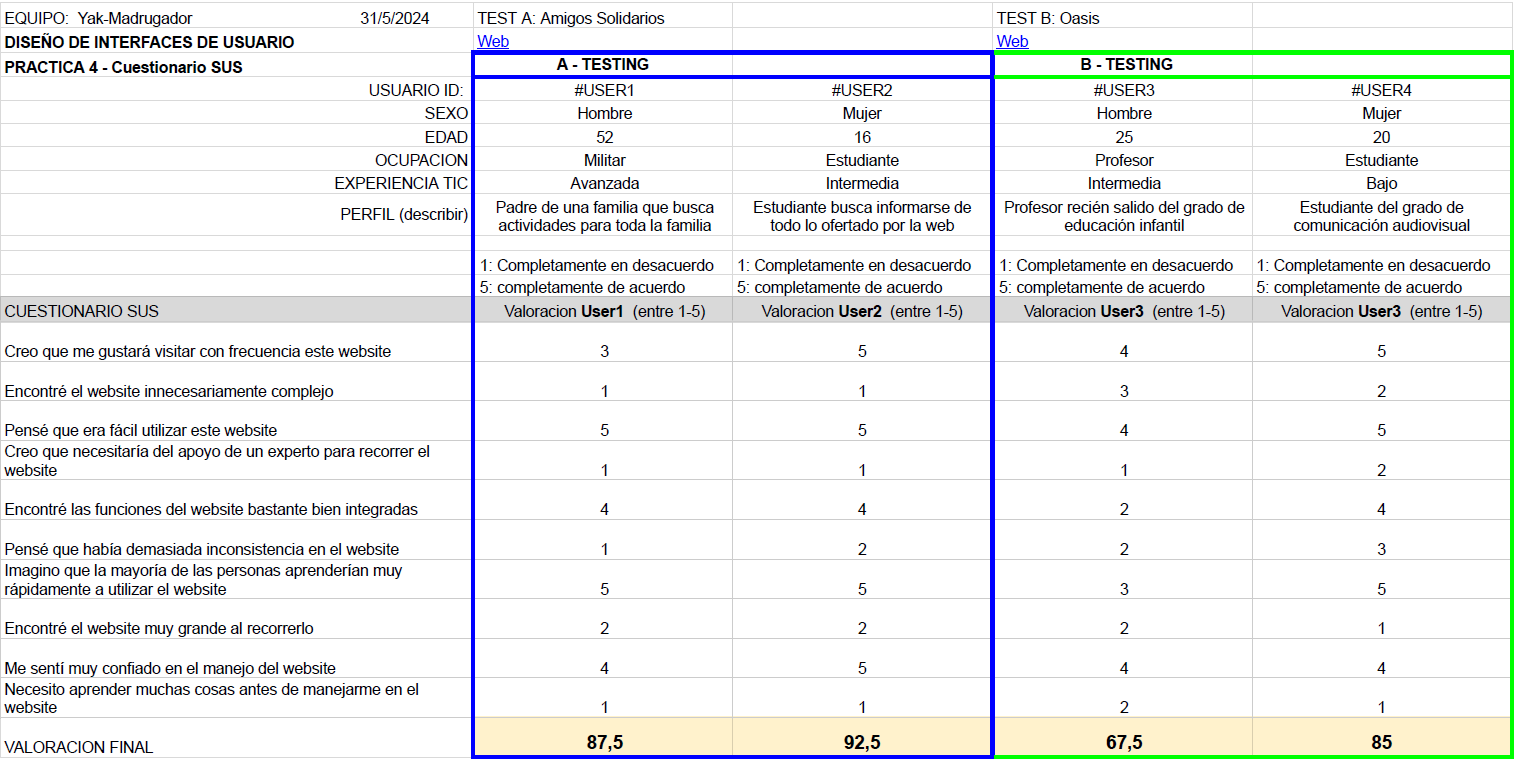 EQUIPO: Yak-Madrugador 31/5/2024 TEST A: Amigos Solidarios TEST B: Oasis
DISEÑO DE INTERFACES DE USUARIO Web Web
PRACTICA 4 - Cuestionario SUS A - TESTING B - TESTING
USUARIO ID: #USER1 #USER2 #USER3 #USER4
SEXO Hombre Mujer Hombre Mujer
EDAD 52 16 25 20
OCUPACION Militar Estudiante Profesor Estudiante
EXPERIENCIA TIC Avanzada Intermedia Intermedia Bajo
PERFIL (describir) Padre de una familia que busca actividades para toda la familia Estudiante busca informarse de todo lo ofertado por la web Profesor recién salido del grado de educación infantil Estudiante del grado de comunicación audiovisual
1: Completamente en desacuerdo 1: Completamente en desacuerdo 1: Completamente en desacuerdo 1: Completamente en desacuerdo
5: completamente de acuerdo 5: completamente de acuerdo 5: completamente de acuerdo 5: completamente de acuerdo
CUESTIONARIO SUS Valoracion User1 (entre 1-5) Valoracion User2 (entre 1-5) Valoracion User3 (entre 1-5) Valoracion User3 (entre 1-5)
Creo que me gustará visitar con frecuencia este website 3 5 4 5
Encontré el website innecesariamente complejo 1 1 3 2
Pensé que era fácil utilizar este website 5 5 4 5
Creo que necesitaría del apoyo de un experto para recorrer el website 1 1 1 2
Encontré las funciones del website bastante bien integradas 4 4 2 4
Pensé que había demasiada inconsistencia en el website 1 2 2 3
Imagino que la mayoría de las personas aprenderían muy rápidamente a utilizar el website 5 5 3 5
Encontré el website muy grande al recorrerlo 2 2 2 1
Me sentí muy confiado en el manejo del website 4 5 4 4
Necesito aprender muchas cosas antes de manejarme en el website 1 1 2 1
VALORACION FINAL 87,5 92,5 67,5 85